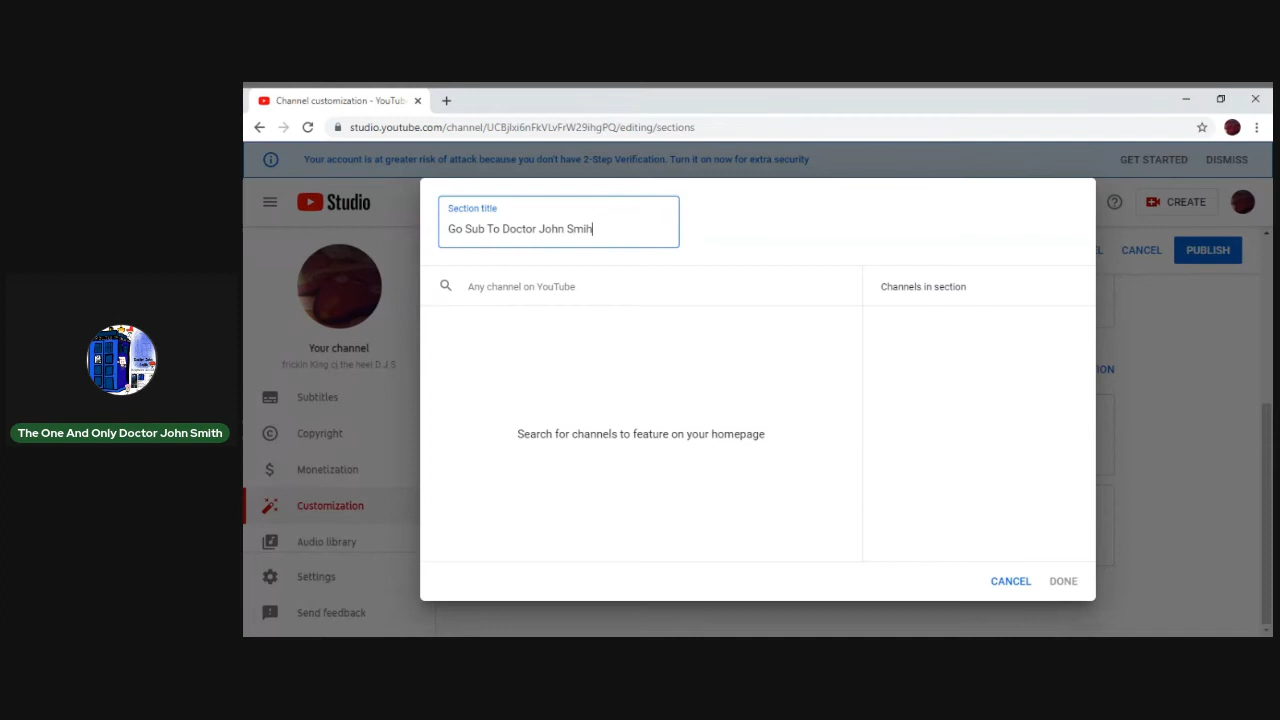 Channel customization - YouTub
studio.youtube.com/channel/UCBjlxi6nFkVLvFrW29ihgPQ/editing/sections
Your account is at greater risk of attack because you don't have 2-Step Verification. Turn it on now for extra security
GET STARTED
DISMISS
Studio
CREATE
Section title
Go Sub To Doctor John Smih
CANCEL
PUBLISH
Any channel on YouTube
Channels in section
Your channel
frickin King cj the heel D.J.S
Subtitles
Copyright
Monetization
Customization
Audio library
Settings
Send feedback
Search for channels to feature on your homepage
ION
CANCEL
DONE
The One And Only Doctor John Smith